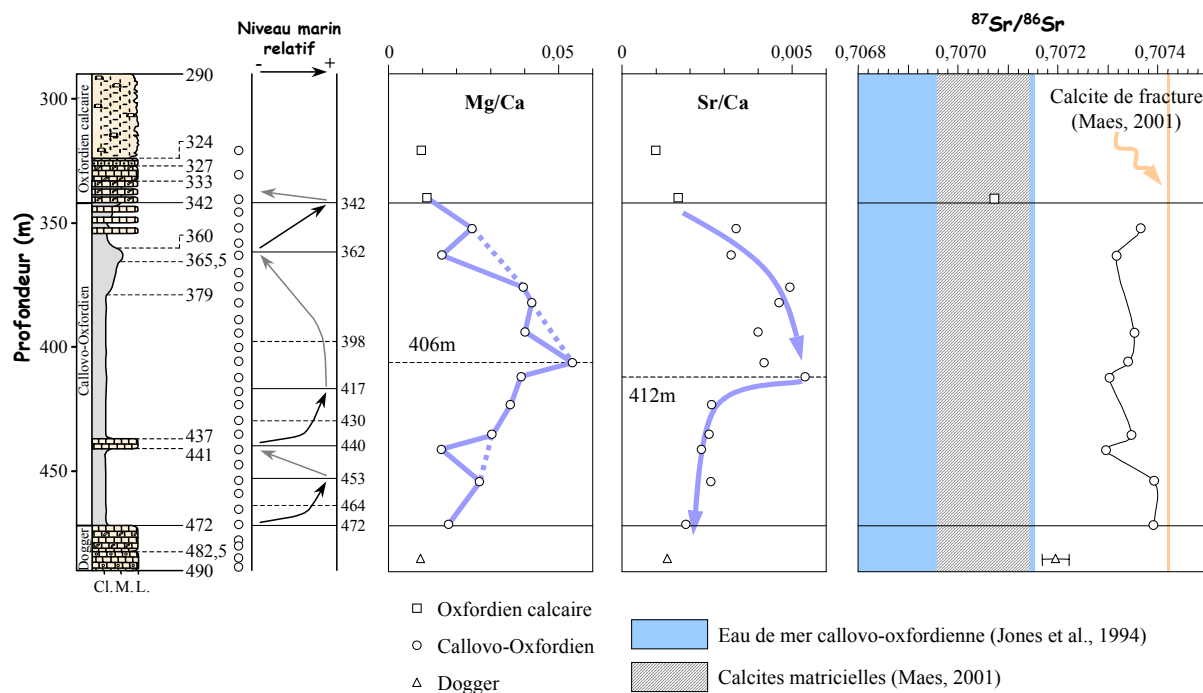 Niveau marin
relatif
- +
87Sr/86Sr
0 0,05
0 0,005
0,7068 0,7070 0,7072 0,7074
Mg/Ca
Sr/Ca
Calcite de fracture
(Maes, 2001)
Profondeur (m)
300
350
400
450
Oxfordien calcaire
Callovo-Oxfordien
Dogger
290
324
327
333
342
360
365,5
379
437
441
472
482,5
490
Cl. M. L.
342
362
398
417
430
440
453
464
472
406m
412m
Oxfordien calcaire
Callovo-Oxfordien
Dogger
Eau de mer callovo-oxfordienne (Jones et al., 1994)
Calcites matricielles (Maes, 2001)